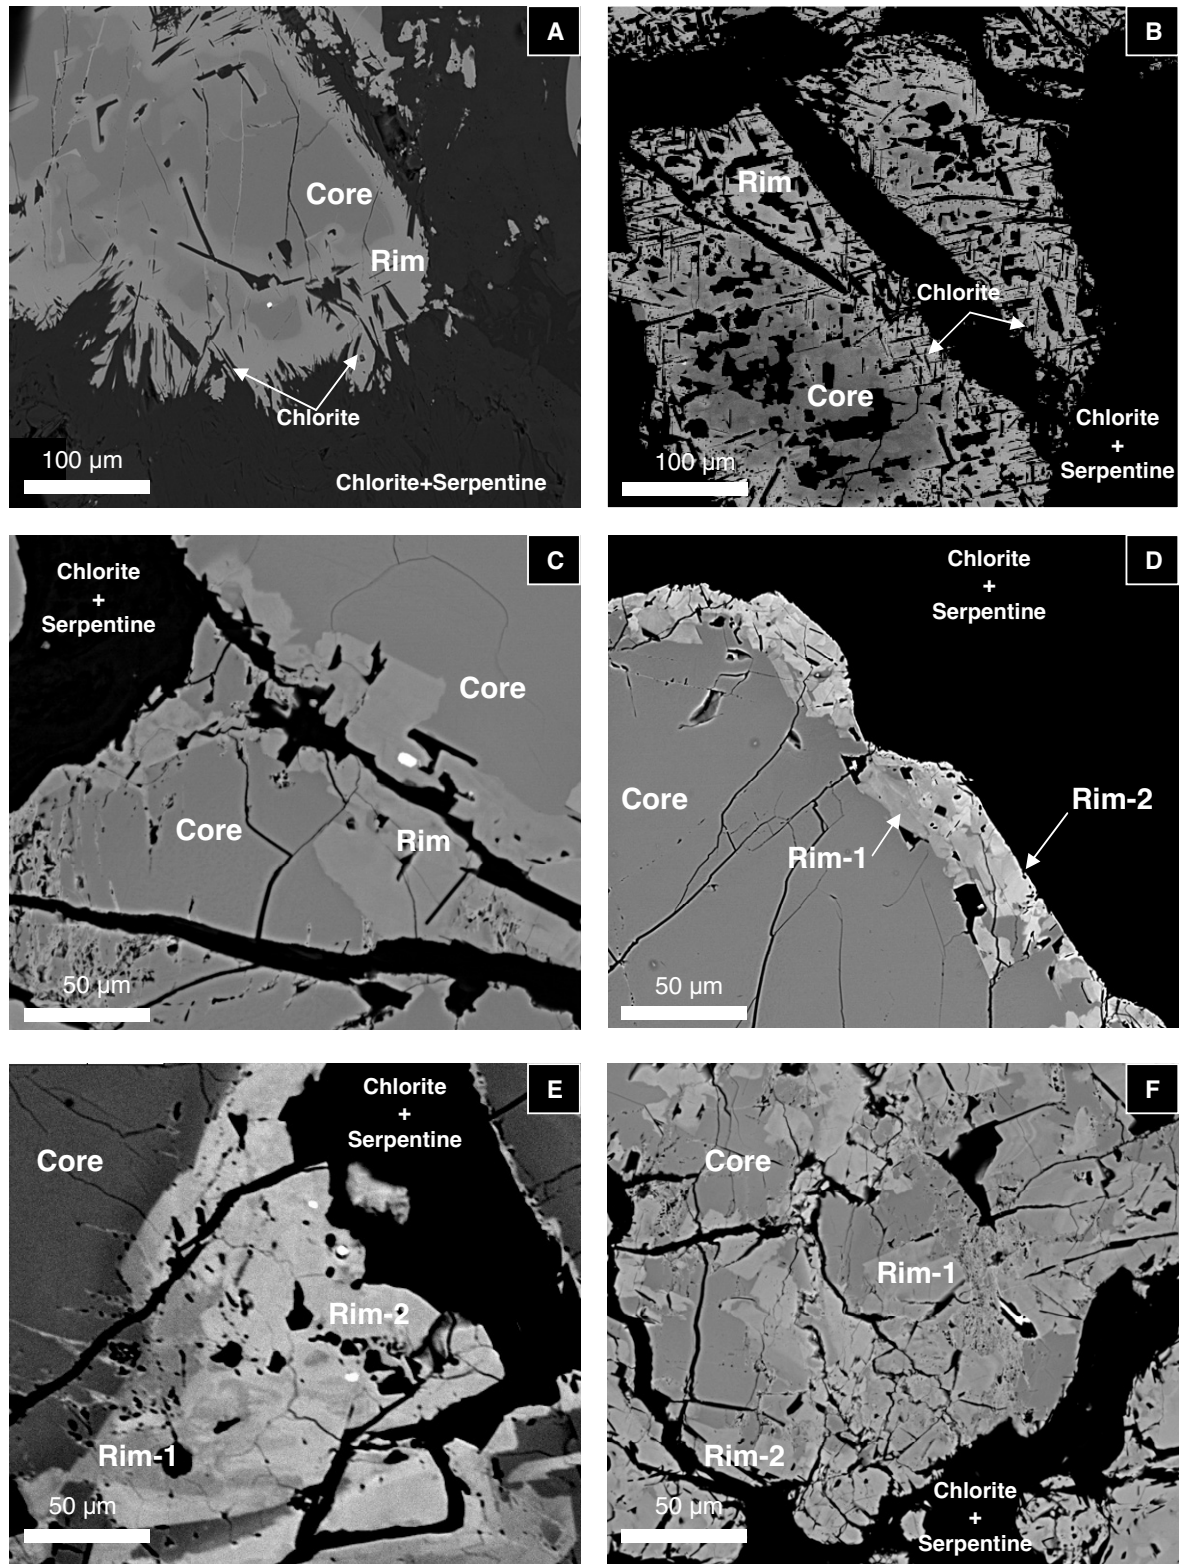 A
Core
Rim
Chlorite
100 µm
Chlorite+Serpentine
B
Rim
Chlorite
Core
Chlorite
+
Serpentine
100 µm
C
Chlorite
+
Serpentine
Core
Core
Rim
50 µm
D
Chlorite
+
Serpentine
Core
Rim-2
Rim-1
50 µm
E
Chlorite
+
Serpentine
Core
Rim-2
Rim-1
50 µm
F
Core
Rim-1
Rim-2
Chlorite
+
Serpentine
50 µm